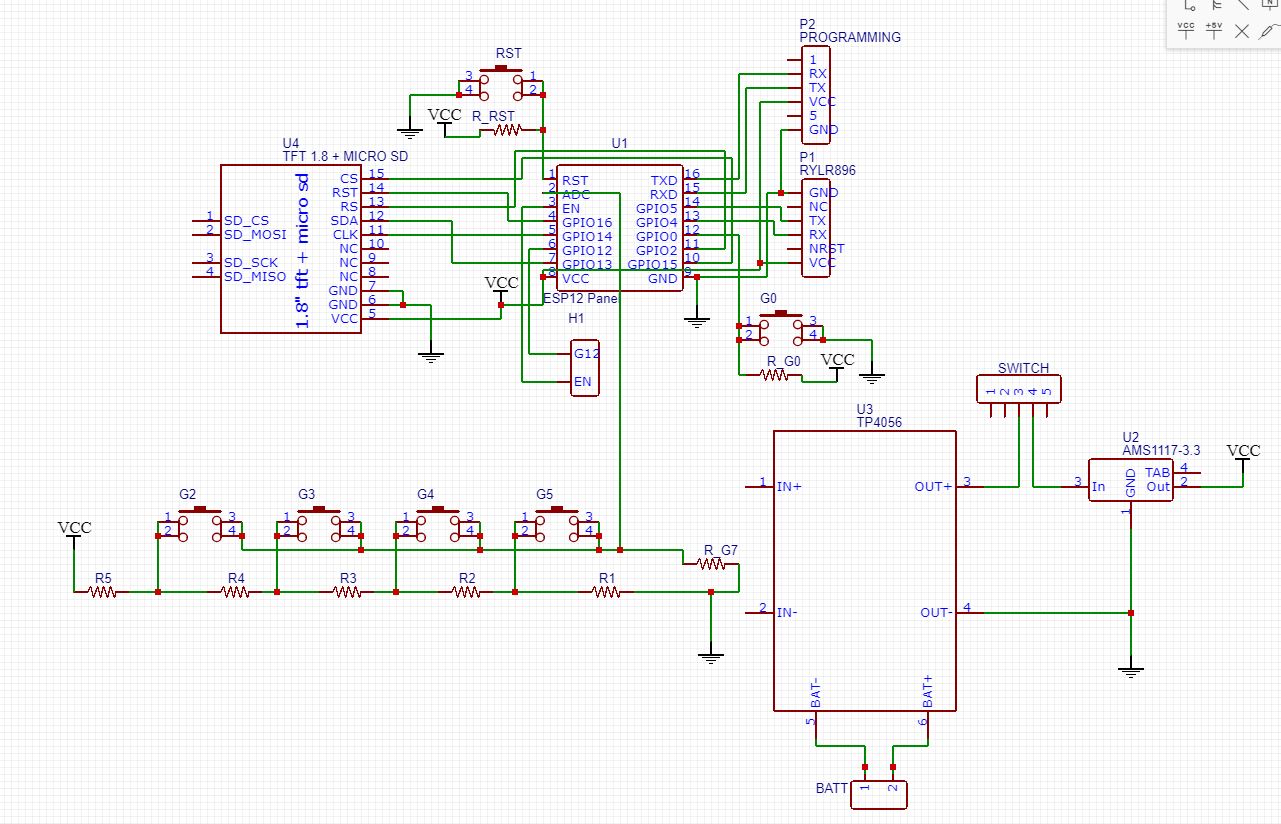 VCC +5V N
P2
PROGRAMMING
1
RX
TX
VCC
5
GND
RST
3 1
4 2
VCC R_RST
U4
TFT 1.8 + MICRO SD
1.8" tft + micro sd
1 SD_CS
2 SD_MOSI
3 SD_SCK
4 SD_MISO
CS 15
RST 14
RS 13
SDA 12
CLK 11
NC 10
NC 9
NC 8
GND 7
GND 6
VCC 5
U1
1 RST TXD 16
2 ADC RXD 15
3 EN GPIO5 14
4 GPIO16 GPIO4 13
5 GPIO14 GPIO0 12
6 GPIO12 GPIO2 11
7 GPIO13 GPIO15 10
8 VCC GND 9
ESP12 Panel
P1
RYLR896
GND
NC
TX
RX
NRST
VCC
VCC
H1
G12
EN
G0
1 3
2 4
R_G0 VCC
SWITCH
1 2 3 4 5
U3
TP4056
1 IN+ OUT+ 3
2 IN- OUT- 4
BAT- BAT+
5 6
U2
AMS1117-3.3
3 In GND TAB 4
Out 2
1
VCC
VCC
G2 G3 G4 G5
1 3 1 3 1 3 1 3
2 4 2 4 2 4 2 4
R_G7
R5 R4 R3 R2 R1
BATT 1 2